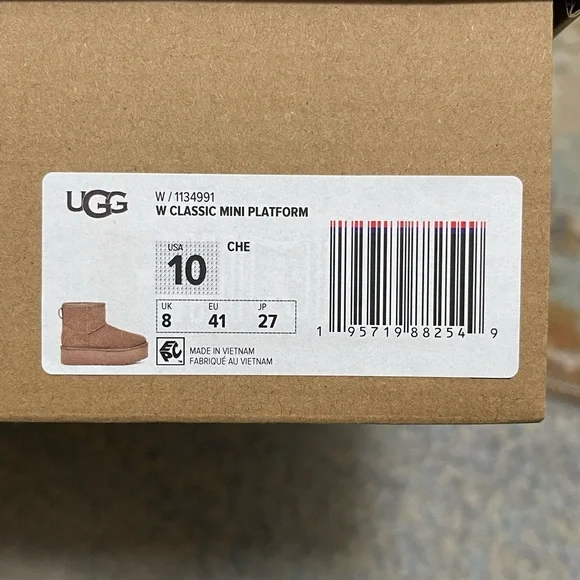 UGG
W / 1134991
W CLASSIC MINI PLATFORM
USA
10
CHE
UK EU JP
8 41 27
MADE IN VIETNAM
FABRIQUÉ AU VIETNAM
1 95719 88254 9